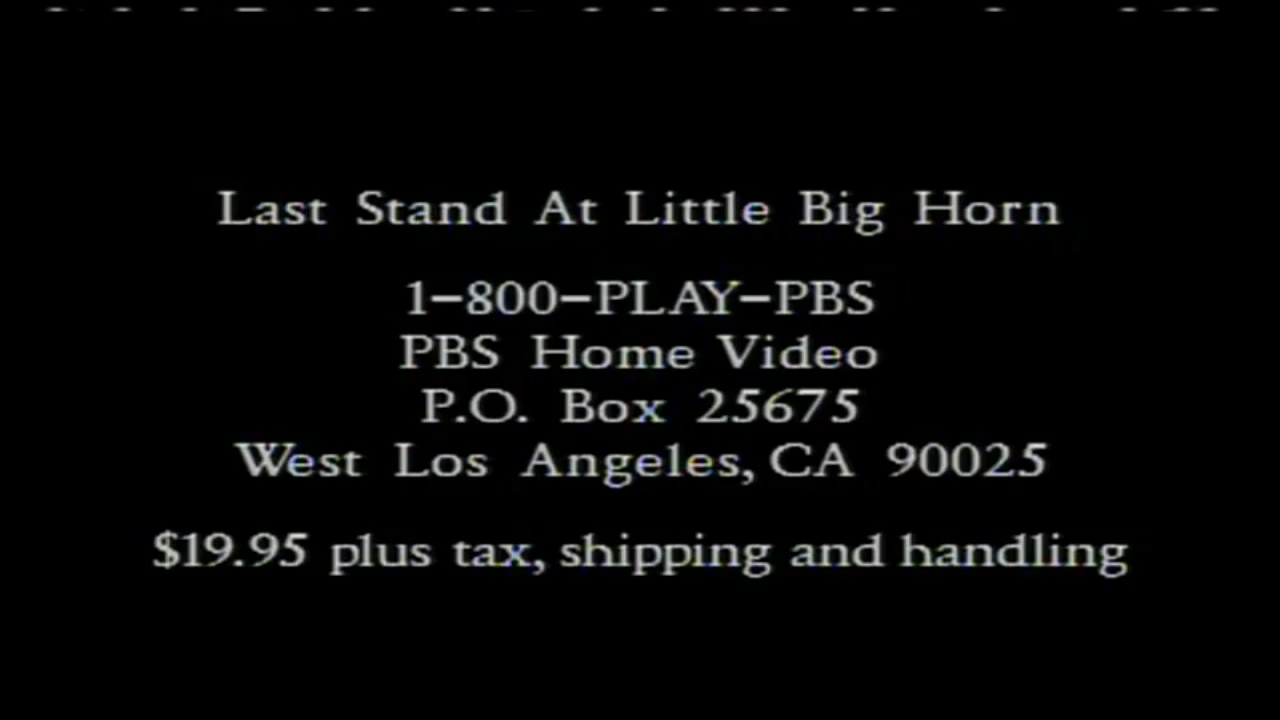 Last Stand At Little Big Horn
1-800-PLAY-PBS
PBS Home Video
P.O. Box 25675
West Los Angeles, CA 90025
$19.95 plus tax, shipping and handling